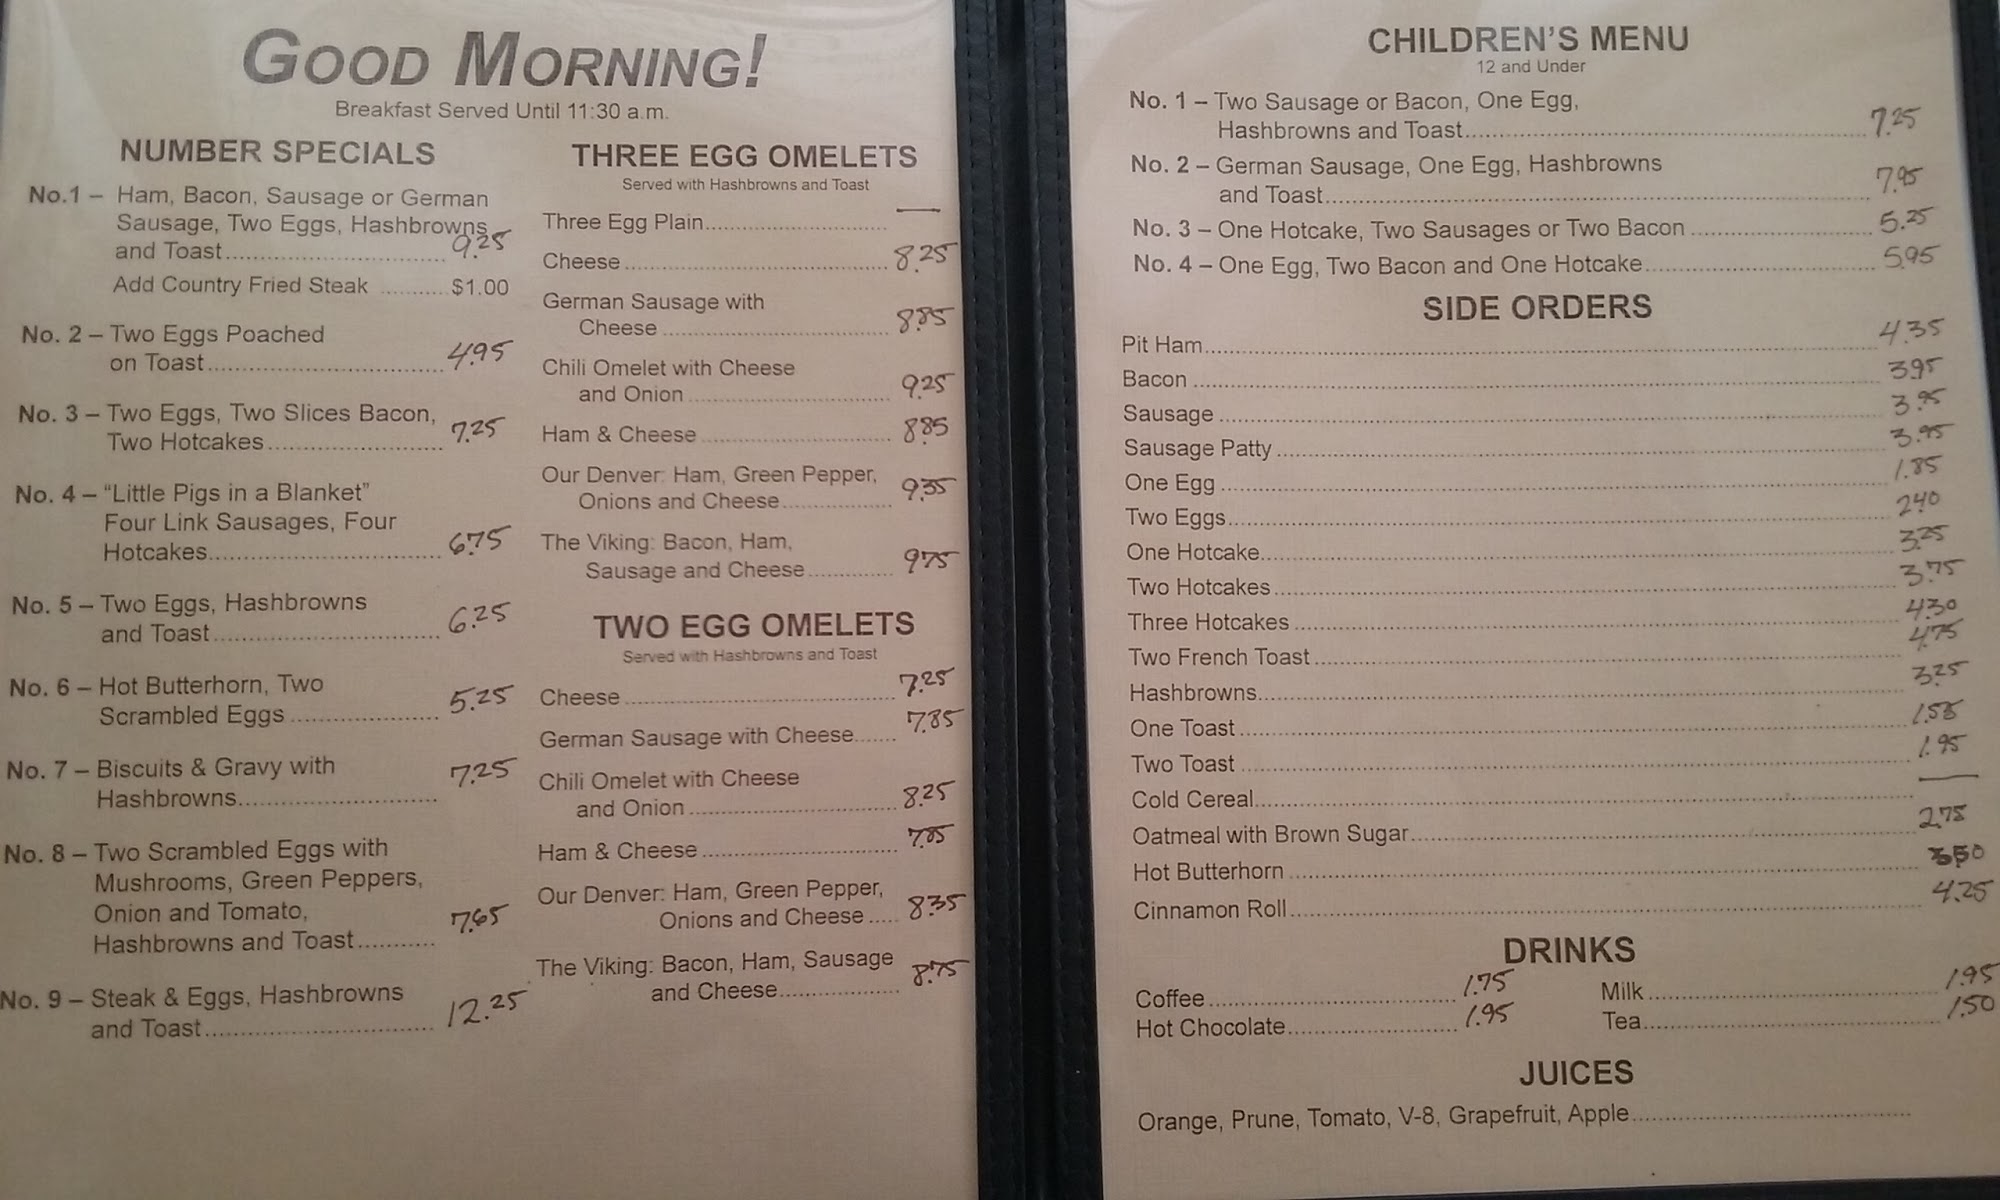 GOOD MORNING!
Breakfast Served Until 11:30 a.m.
NUMBER SPECIALS
No.1 – Ham, Bacon, Sausage or German
Sausage, Two Eggs, Hashbrowns
and Toast.......... 9.25
Add Country Fried Steak .......... $1.00
No. 2 – Two Eggs Poached
on Toast.......... 4.95
No. 3 – Two Eggs, Two Slices Bacon,
Two Hotcakes.......... 7.25
No. 4 – “Little Pigs in a Blanket”
Four Link Sausages, Four
Hotcakes.......... 6.75
No. 5 – Two Eggs, Hashbrowns
and Toast.......... 6.25
No. 6 – Hot Butterhorn, Two
Scrambled Eggs .......... 5.25
No. 7 – Biscuits & Gravy with 7.25
Hashbrowns..........
No. 8 – Two Scrambled Eggs with
Mushrooms, Green Peppers,
Onion and Tomato,
Hashbrowns and Toast.......... 7.65
No. 9 – Steak & Eggs, Hashbrowns
and Toast.......... 12.25
THREE EGG OMELETS
Served with Hashbrowns and Toast
Three Egg Plain.......... —
Cheese.......... 8.25
German Sausage with
Cheese .......... 8.85
Chili Omelet with Cheese
and Onion .......... 9.25
Ham & Cheese .......... 8.85
Our Denver: Ham, Green Pepper,
Onions and Cheese.......... 9.35
The Viking: Bacon, Ham,
Sausage and Cheese.......... 9.75
TWO EGG OMELETS
Served with Hashbrowns and Toast
Cheese .......... 7.25
German Sausage with Cheese....... 7.85
Chili Omelet with Cheese
and Onion.......... 8.25
Ham & Cheese .......... 7.85
Our Denver: Ham, Green Pepper,
Onions and Cheese ..... 8.35
The Viking: Bacon, Ham, Sausage
and Cheese.......... 8.75
CHILDREN'S MENU
12 and Under
No. 1 – Two Sausage or Bacon, One Egg,
Hashbrowns and Toast.......... 7.25
No. 2 – German Sausage, One Egg, Hashbrowns
and Toast.......... 7.95
No. 3 – One Hotcake, Two Sausages or Two Bacon .......... 5.25
No. 4 – One Egg, Two Bacon and One Hotcake.......... 5.95
SIDE ORDERS
Pit Ham.......... 4.35
Bacon .......... 3.95
Sausage .......... 3.95
Sausage Patty .......... 3.95
One Egg .......... 1.85
Two Eggs.......... 2.40
One Hotcake.......... 3.25
Two Hotcakes.......... 3.75
Three Hotcakes .......... 4.30
Two French Toast.......... 4.75
Hashbrowns.......... 3.25
One Toast ..........
Two Toast .......... 1.95
Cold Cereal.......... —
Oatmeal with Brown Sugar.......... 2.75
Hot Butterhorn ..........
Cinnamon Roll.......... 4.25
DRINKS
Coffee.......... 1.75 Milk .......... 1.95
Hot Chocolate.......... 1.95 Tea.......... 1.50
JUICES
Orange, Prune, Tomato, V-8, Grapefruit, Apple..........